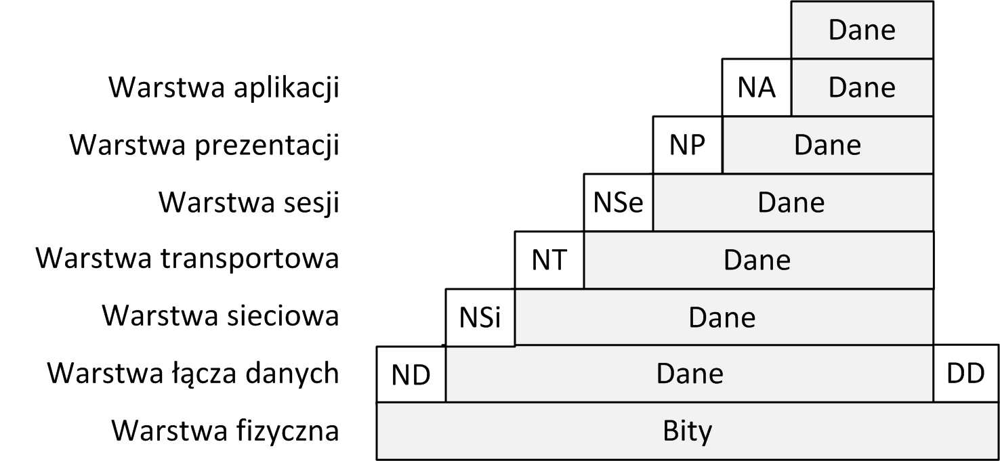 Dane
Warstwa aplikacji NA Dane
Warstwa prezentacji NP Dane
Warstwa sesji NSe Dane
Warstwa transportowa NT Dane
Warstwa sieciowa NSi Dane
Warstwa łącza danych ND Dane DD
Warstwa fizyczna Bity